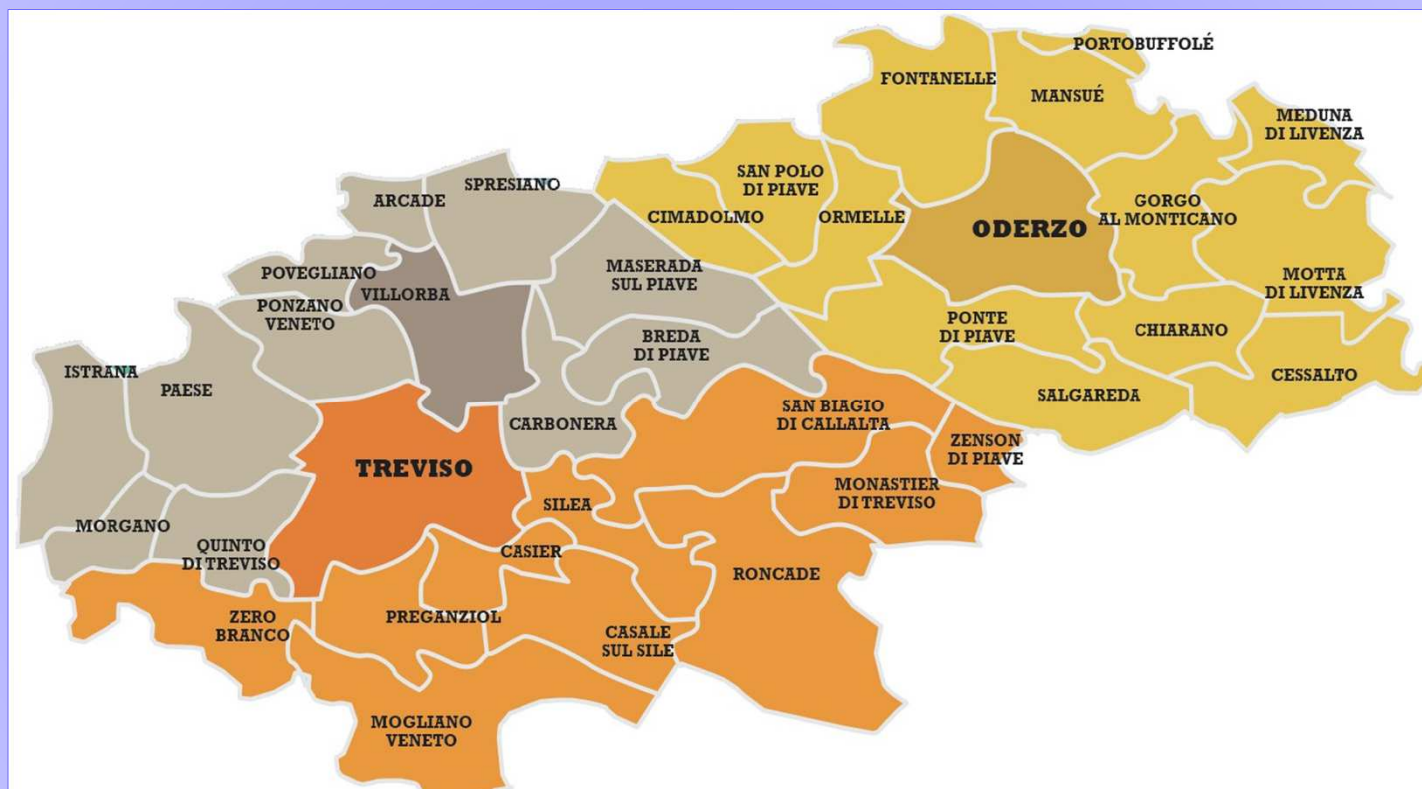 PORTOBUFFOLÉ
FONTANELLE
MANSUÉ
MEDUNA
DI LIVENZA
SAN POLO
DI PIAVE
SPRESIANO
ARCADE
CIMADOLMO
ORMELLE
GORGO
AL MONTICANO
ODERZO
POVEGLIANO
MASERADA
SUL PIAVE
VILLORBA
MOTTA
DI LIVENZA
PONZANO
VENETO
PONTE
DI PIAVE
CHIARANO
BREDA
DI PIAVE
ISTRANA
PAESE
CESSALTO
SALGAREDA
SAN BIAGIO
DI CALLALTA
CARBONERA
ZENSON
DI PIAVE
TREVISO
MONASTIER
DI TREVISO
SILEA
MORGANO
QUINTO
DI TREVISO
CASIER
RONCADE
ZERO
BRANCO
PREGANZIOL
CASALE
SUL SILE
MOGLIANO
VENETO